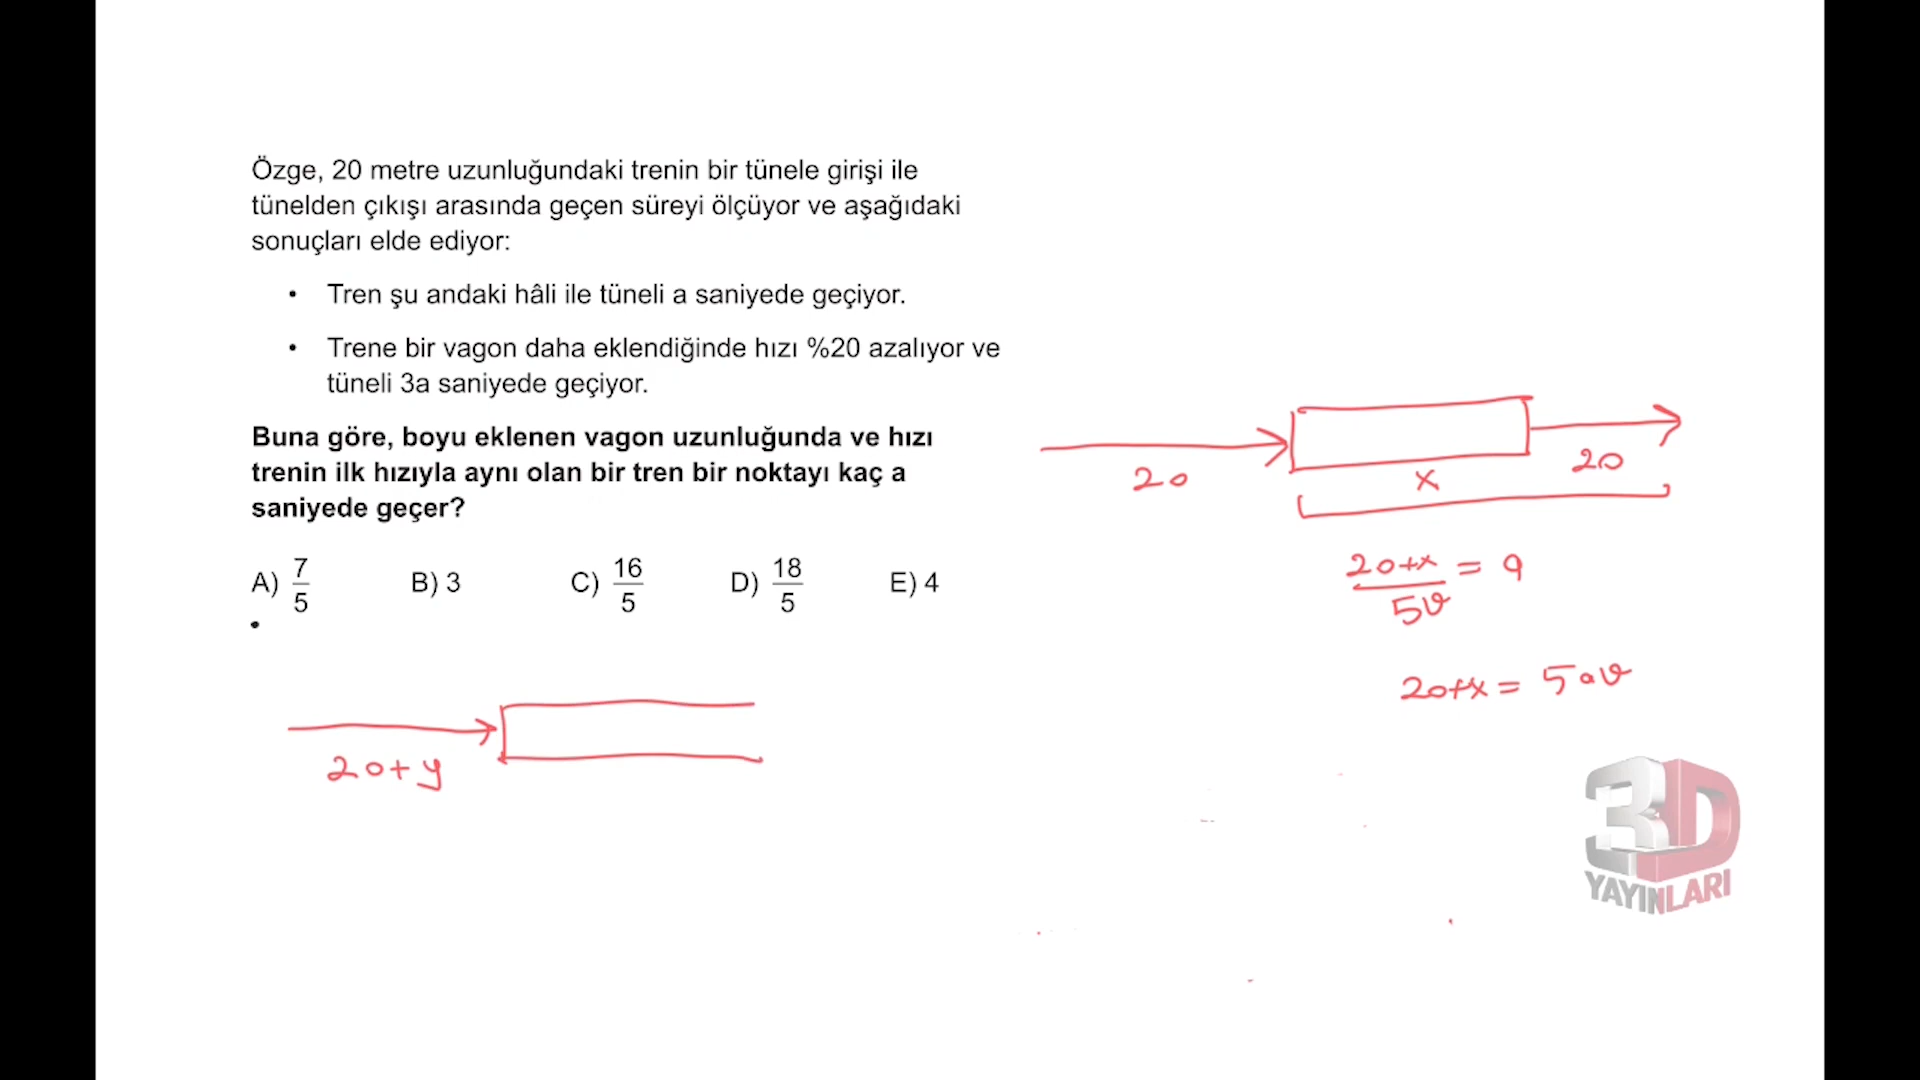 Özge, 20 metre uzunluğundaki trenin bir tünele girişi ile
tünelden çıkışı arasında geçen süreyi ölçüyor ve aşağıdaki
sonuçları elde ediyor:
• Tren şu andaki hâli ile tüneli a saniyede geçiyor.
• Trene bir vagon daha eklendiğinde hızı %20 azalıyor ve
tüneli 3a saniyede geçiyor.
Buna göre, boyu eklenen vagon uzunluğunda ve hızı
trenin ilk hızıyla aynı olan bir tren bir noktayı kaç a
saniyede geçer?
A) 7/5 B) 3 C) 16/5 D) 18/5 E) 4
20 x 20
20+x / 5v = a
20+x = 5av
20+y
3D
YAYINLARI